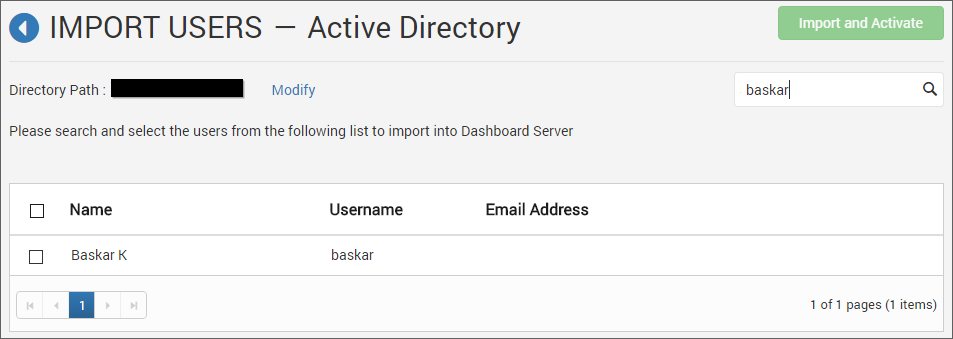 IMPORT USERS — Active Directory
Import and Activate
Directory Path :
Modify
baskar
Please search and select the users from the following list to import into Dashboard Server
Name Username Email Address
Baskar K baskar
1
1 of 1 pages (1 items)